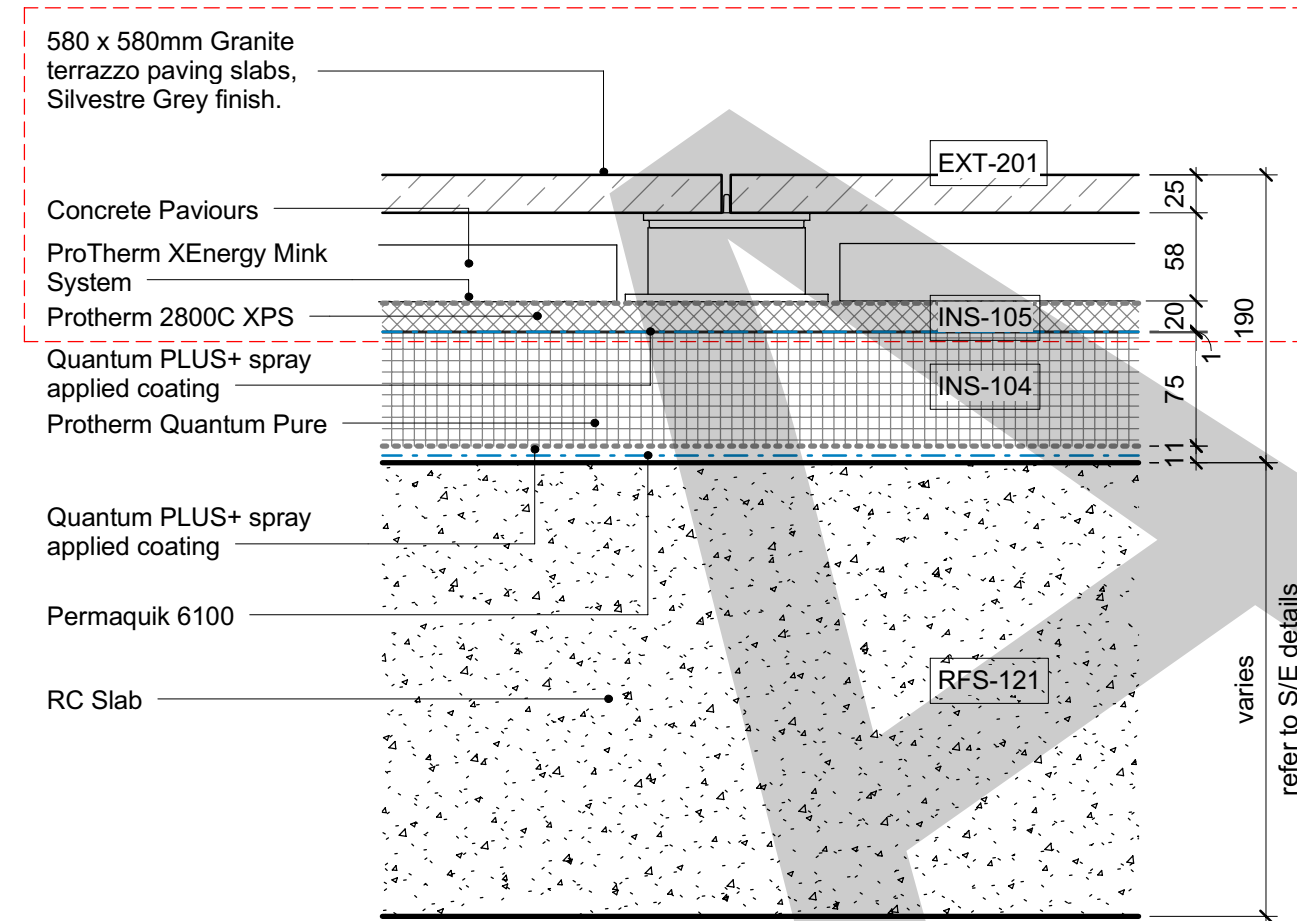 580 x 580mm Granite
terrazzo paving slabs,
Silvestre Grey finish.
EXT-201
Concrete Paviours
ProTherm XEnergy Mink
System
Protherm 2800C XPS
INS-105
Quantum PLUS+ spray
applied coating
INS-104
Protherm Quantum Pure
Quantum PLUS+ spray
applied coating
Permaquik 6100
RC Slab
RFS-121
25
58
20
1
75
11
190
varies
refer to S/E details